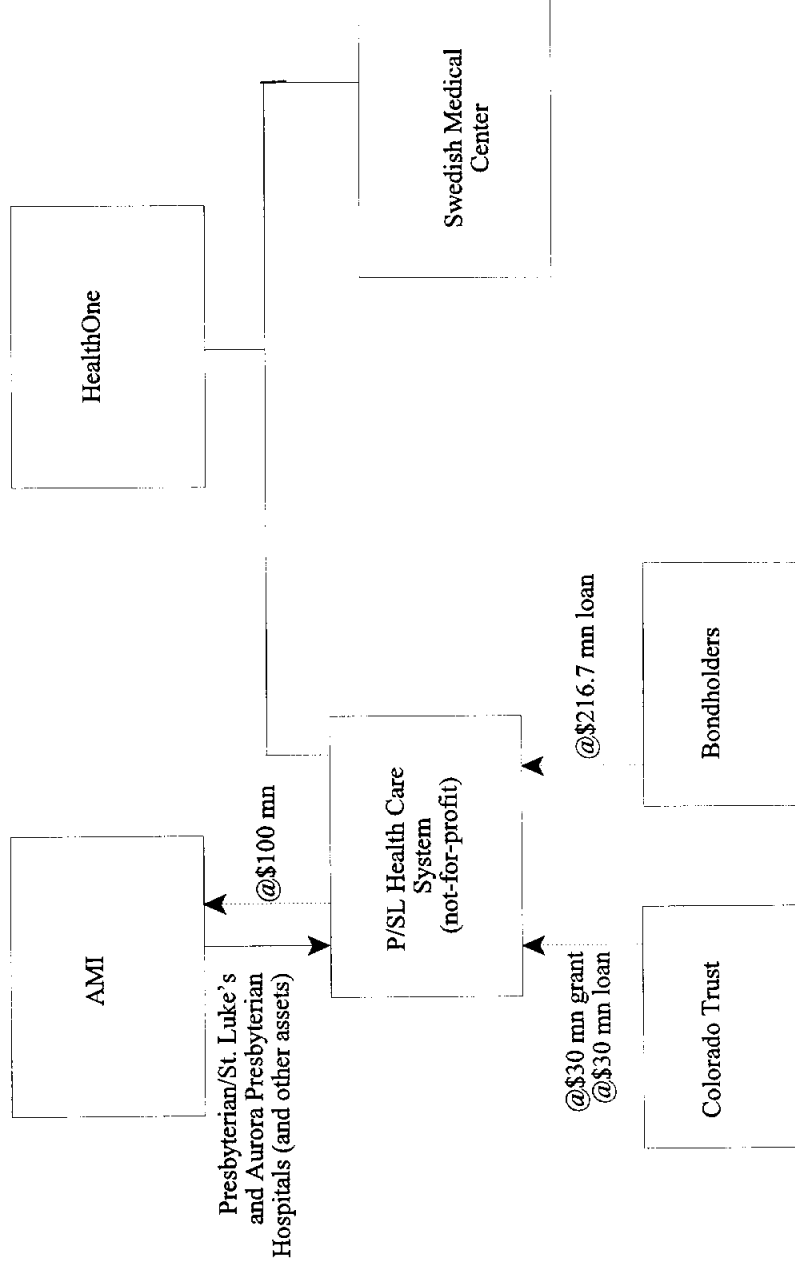 AMI
HealthOne
Presbyterian/St. Luke's
and Aurora Presbyterian
Hospitals (and other assets)
@$100 mn
P/SL Health Care
System
(not-for-profit)
Swedish Medical
Center
@$30 mn grant
@$30 mn loan
@$216.7 mn loan
Colorado Trust
Bondholders